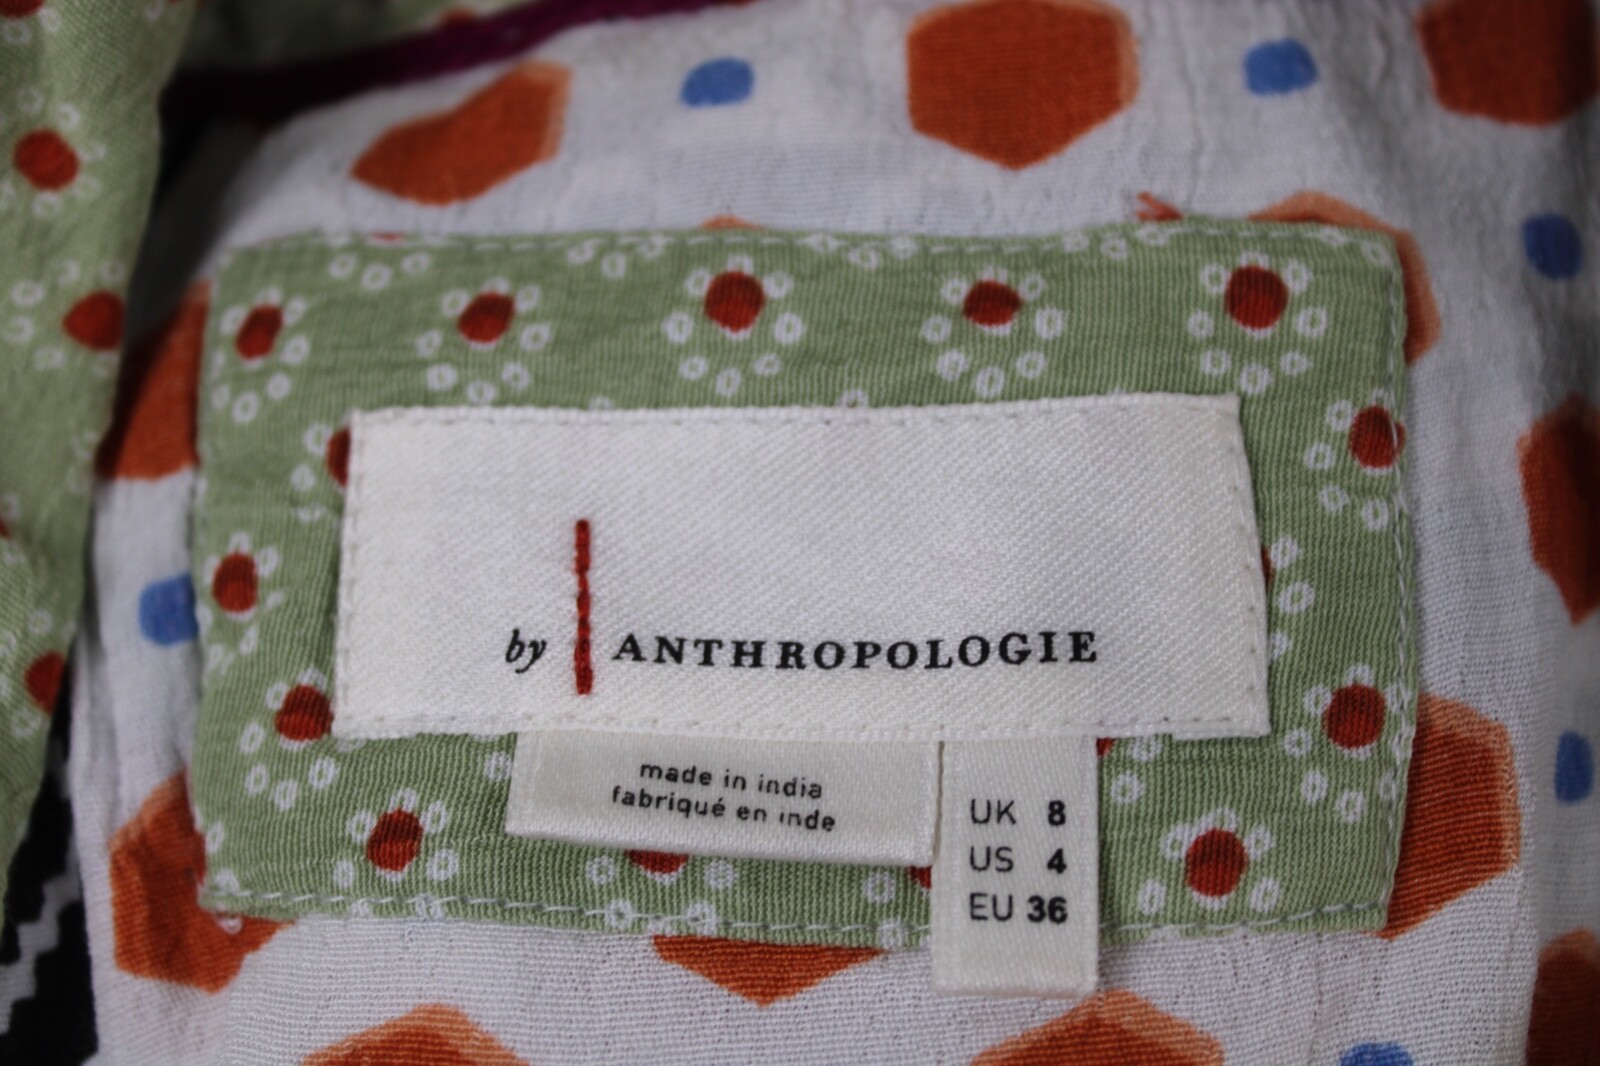 by ANTHROPOLOGIE
made in india
fabriqué en inde
UK 8
US 4
EU 36